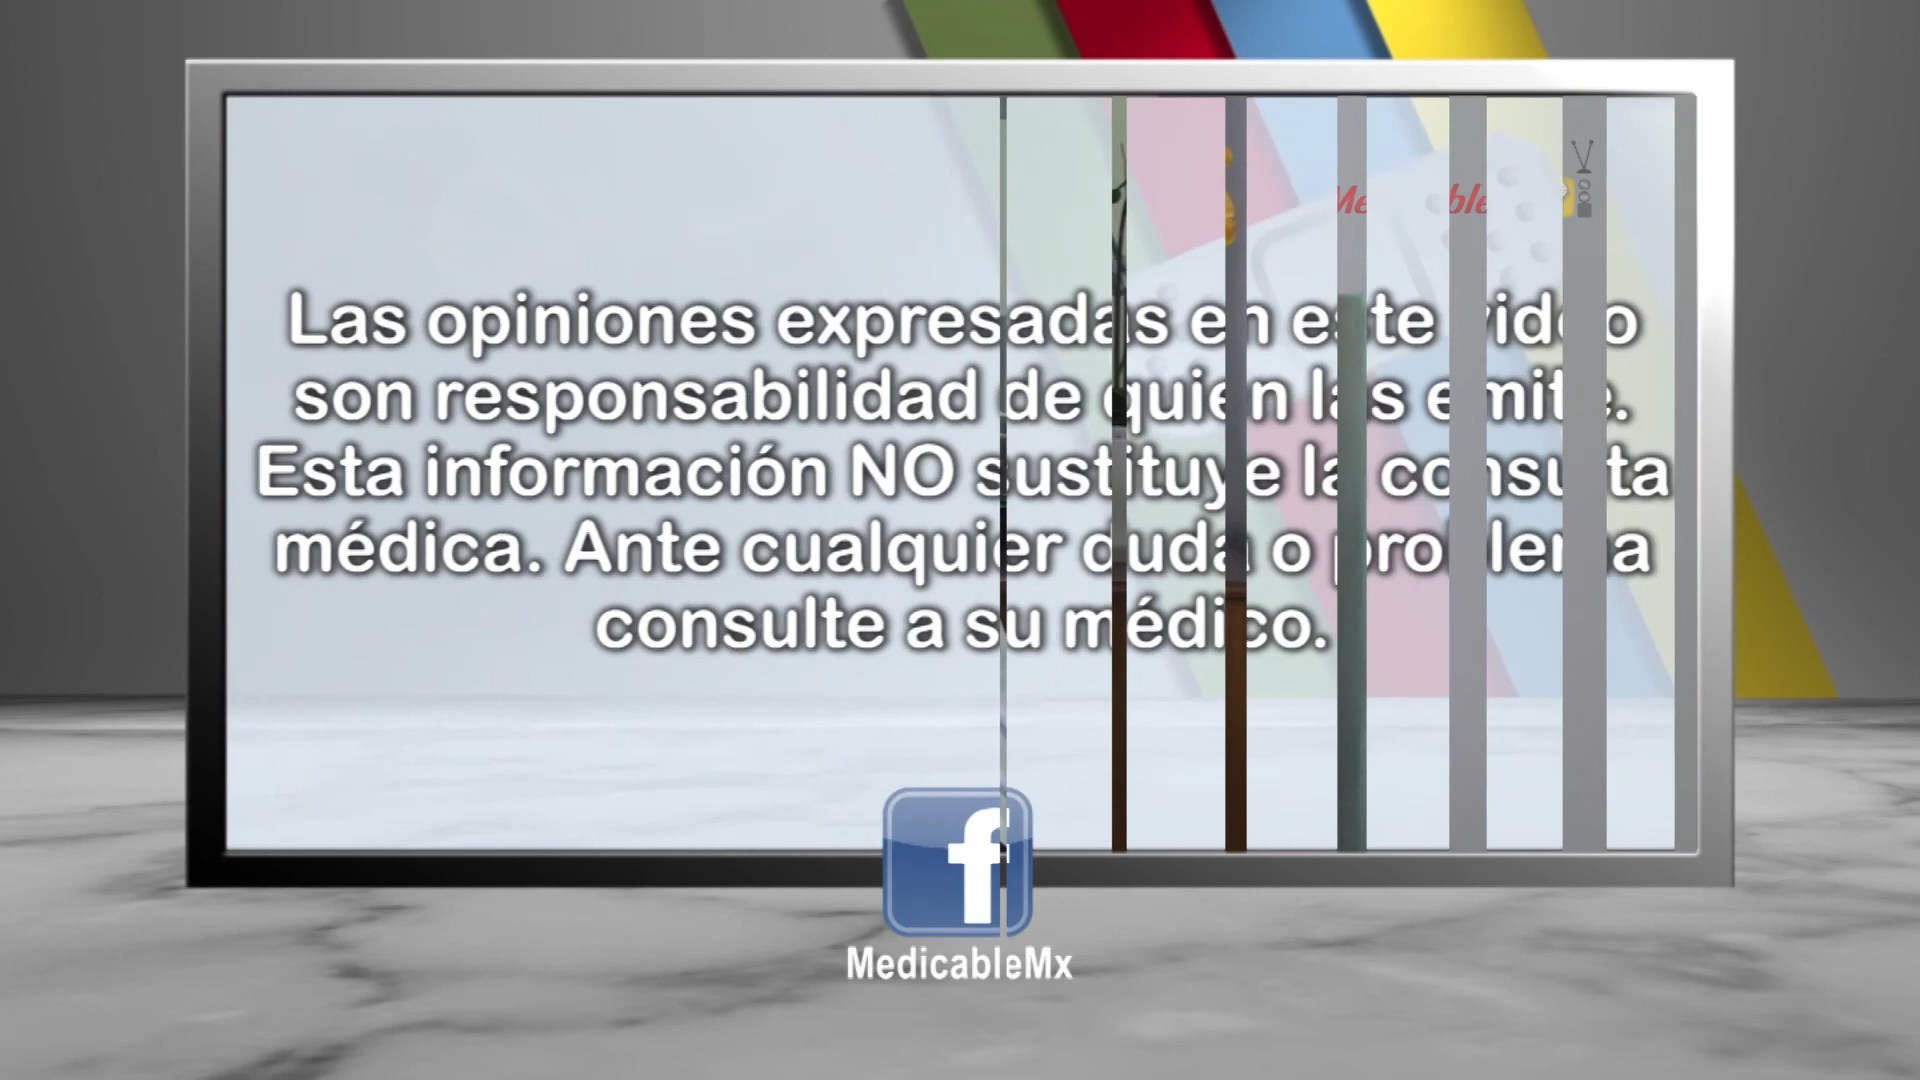 Las opiniones expresadas en este video
son responsabilidad de quien las emite.
Esta información NO sustituye la consulta
médica. Ante cualquier duda o problema
consulte a su médico.
MedicableMx